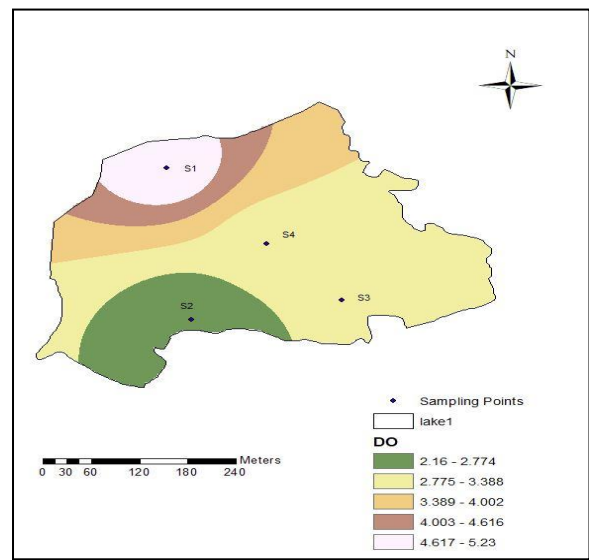 N
S1
S4
S3
S2
Sampling Points
lake1
DO
2.16 - 2.774
2.775 - 3.388
3.389 - 4.002
4.003 - 4.616
4.617 - 5.23
Meters
0 30 60 120 180 240